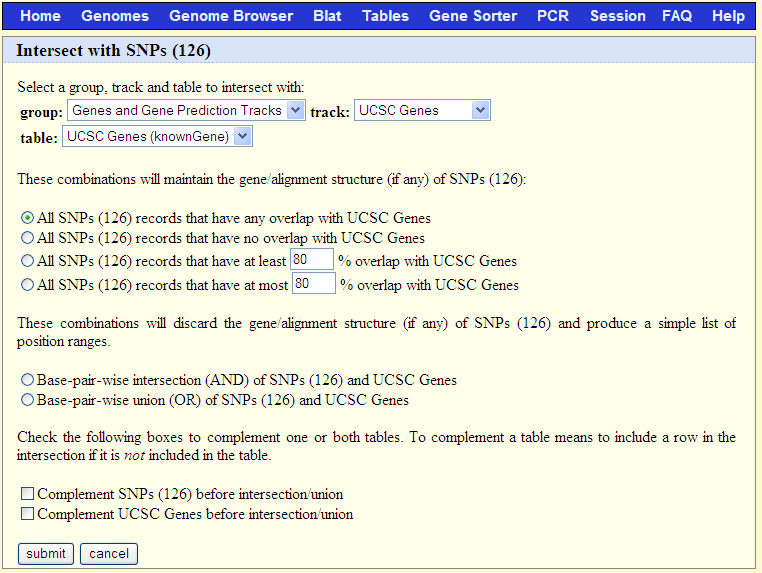 Home Genomes Genome Browser Blat Tables Gene Sorter PCR Session FAQ Help
Intersect with SNPs (126)
Select a group, track and table to intersect with:
group: Genes and Gene Prediction Tracks track: UCSC Genes
table: UCSC Genes (knownGene)
These combinations will maintain the gene/alignment structure (if any) of SNPs (126):
All SNPs (126) records that have any overlap with UCSC Genes
All SNPs (126) records that have no overlap with UCSC Genes
All SNPs (126) records that have at least 80 % overlap with UCSC Genes
All SNPs (126) records that have at most 80 % overlap with UCSC Genes
These combinations will discard the gene/alignment structure (if any) of SNPs (126) and produce a simple list of
position ranges.
Base-pair-wise intersection (AND) of SNPs (126) and UCSC Genes
Base-pair-wise union (OR) of SNPs (126) and UCSC Genes
Check the following boxes to complement one or both tables. To complement a table means to include a row in the
intersection if it is not included in the table.
Complement SNPs (126) before intersection/union
Complement UCSC Genes before intersection/union
submit cancel